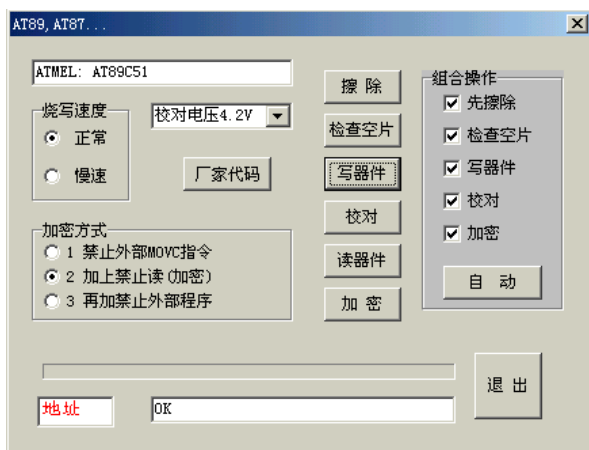 AT89, AT87...
ATMEL: AT89C51
烧写速度
正常
慢速
校对电压4.2V
厂家代码
加密方式
1 禁止外部MOVC指令
2 加上禁止读(加密)
3 再加禁止外部程序
擦 除
检查空片
写器件
校对
读器件
加 密
组合操作
先擦除
检查空片
写器件
校对
加密
自 动
地址
OK
退 出